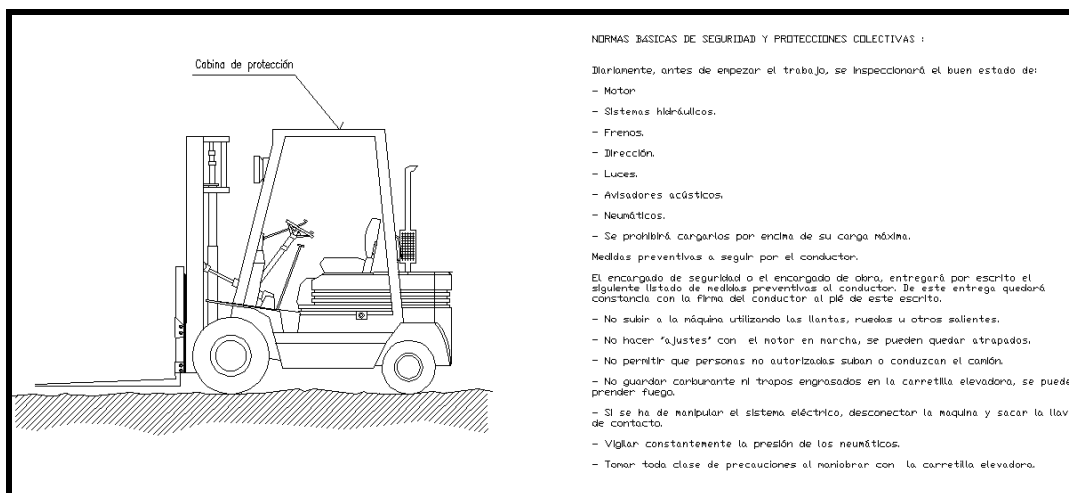 Cabina de protección
NORMAS BÁSICAS DE SEGURIDAD Y PROTECCIONES COLECTIVAS :
Diariamente, antes de empezar el trabajo, se inspeccionará el buen estado de:
- Motor
- Sistemas hidráulicos.
- Frenos.
- Dirección.
- Luces.
- Avisadores acústicos.
- Neumáticos.
- Se prohibirá cargarlos por encima de su carga máxima.
Medidas preventivas a seguir por el conductor.
El encargado de seguridad o el encargado de obra, entregará por escrito el
siguiente listado de medidas preventivas al conductor. De este entrega quedará
constancia con la firma del conductor al pié de este escrito.
- No subir a la máquina utilizando las llantas, ruedas u otros salientes.
- No hacer "ajustes" con el motor en marcha, se pueden quedar atrapados.
- No permitir que personas no autorizadas suban o conduzcan el camión.
- No guardar carburante ni trapos engrasados en la carretilla elevadora, se puede
prender fuego.
- Si se ha de manipular el sistema eléctrico, desconectar la maquina y sacar la llav
de contacto.
- Vigilar constantemente la presión de los neumáticos.
- Tomar toda clase de precauciones al maniobrar con la carretilla elevadora.